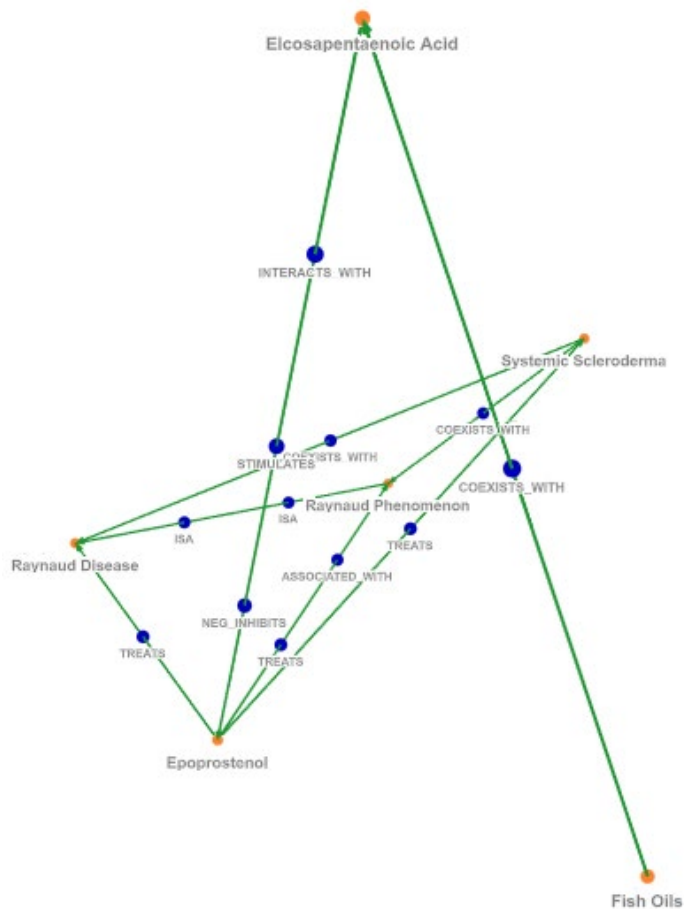 Eicosapentaenoic Acid
INTERACTS_WITH
Systemic Scleroderma
COEXISTS_WITH
COEXISTS_WITH
STIMULATES
COEXISTS_WITH
Raynaud Phenomenon
ISA
ISA
TREATS
Raynaud Disease
ASSOCIATED_WITH
NEG_INHIBITS
TREATS
TREATS
Epoprostenol
Fish Oils